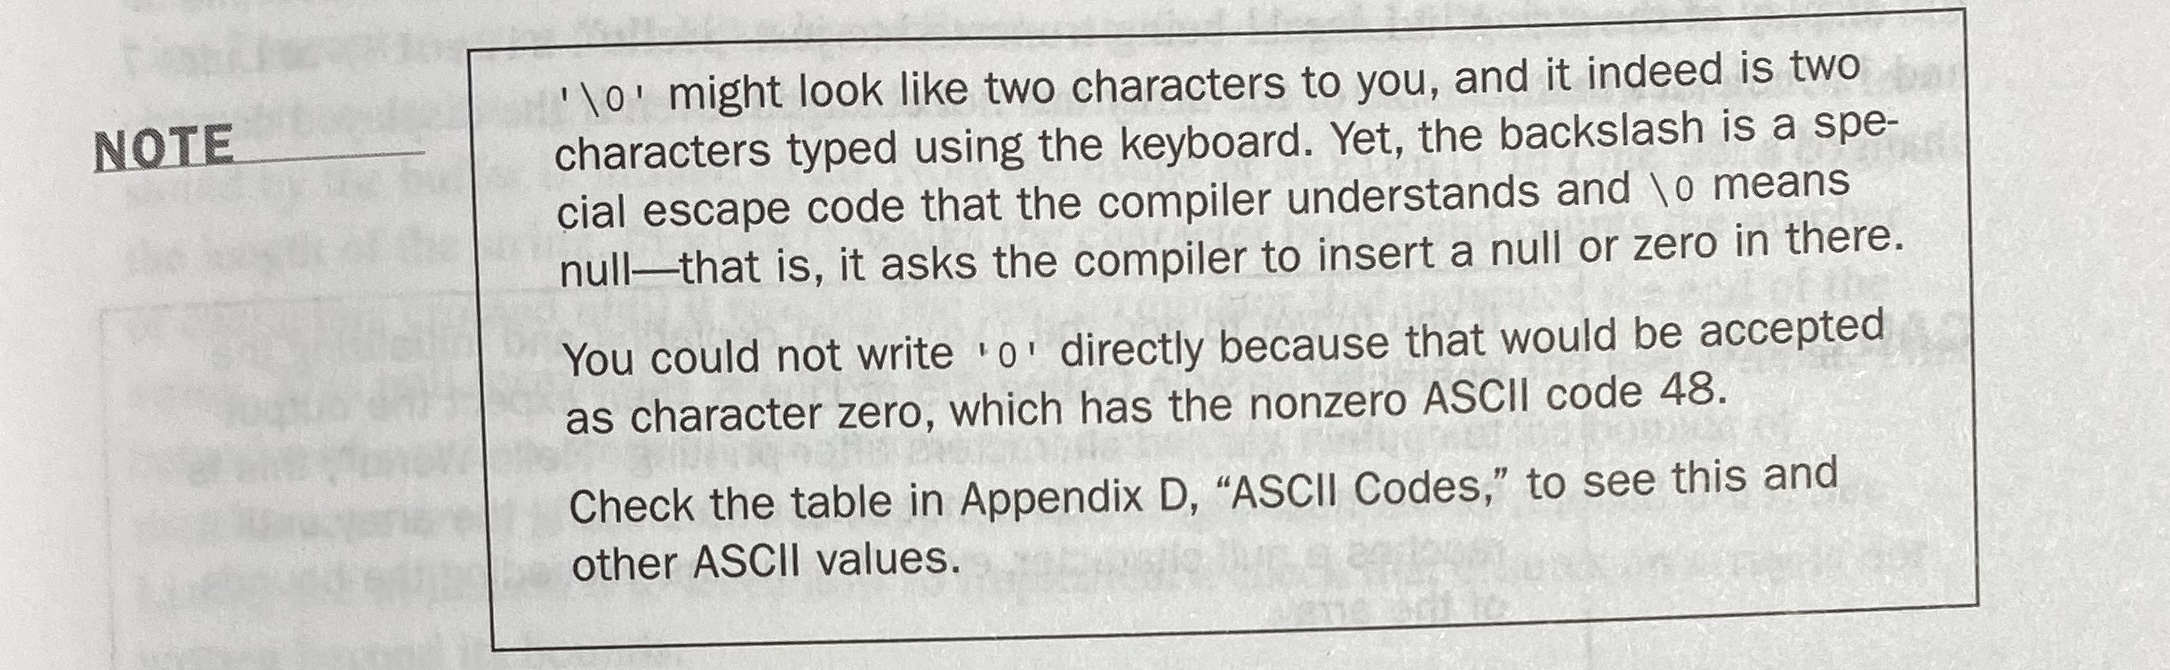 NOTE
'\0' might look like two characters to you, and it indeed is two
characters typed using the keyboard. Yet, the backslash is a spe-
cial escape code that the compiler understands and \0 means
null—that is, it asks the compiler to insert a null or zero in there.
You could not write '0' directly because that would be accepted
as character zero, which has the nonzero ASCII code 48.
Check the table in Appendix D, “ASCII Codes,” to see this and
other ASCII values.